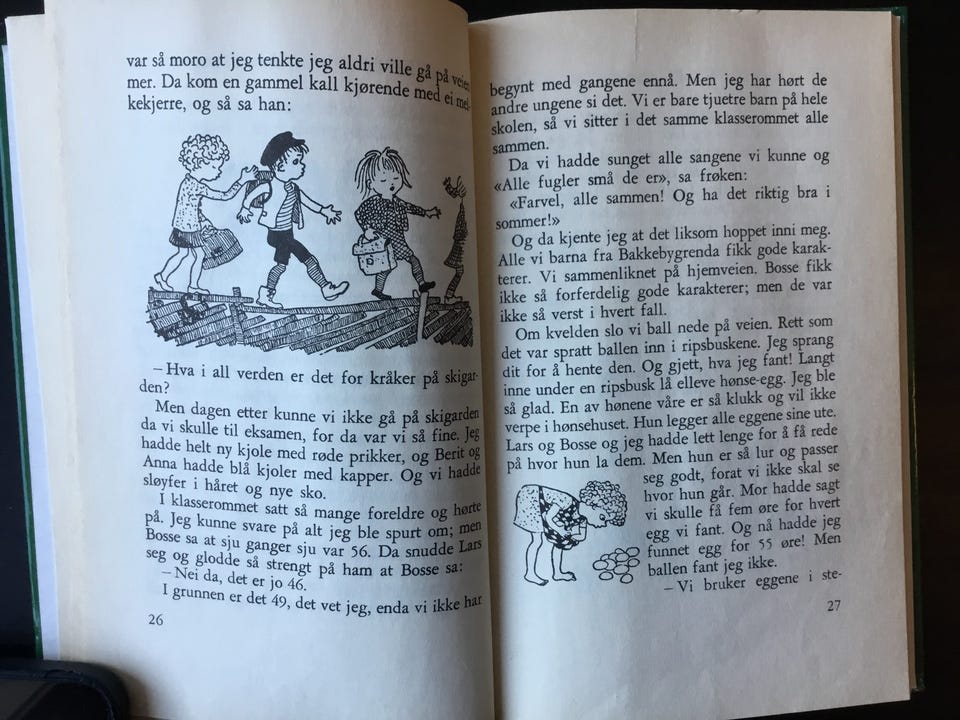 var så moro at jeg tenkte jeg aldri ville gå på veien
mer. Da kom en gammel kall kjørende med ei mel-
kekjerre, og så sa han:
– Hva i all verden er det for kråker på skigar-
den?
Men dagen etter kunne vi ikke gå på skigarden
da vi skulle til eksamen, for da var vi så fine. Jeg
hadde helt ny kjole med røde prikker, og Berit og
Anna hadde blå kjoler med kapper. Og vi hadde
sløyfer i håret og nye sko.
I klasserommet satt så mange foreldre og hørte
på. Jeg kunne svare på alt jeg ble spurt om; men
Bosse sa at sju ganger sju var 56. Da snudde Lars
seg og glodde så strengt på ham at Bosse sa:
– Nei da, det er jo 46.
I grunnen er det 49, det vet jeg, enda vi ikke har
26
begynt med gangene ennå. Men jeg har hørt de
andre ungene si det. Vi er bare tjuetre barn på hele
skolen, så vi sitter i det samme klasserommet alle
sammen.
Da vi hadde sunget alle sangene vi kunne og
«Alle fugler små de er», sa frøken:
«Farvel, alle sammen! Og ha det riktig bra i
sommer!»
Og da kjente jeg at det liksom hoppet inni meg.
Alle vi barna fra Bakkebygrenda fikk gode karak-
terer. Vi sammenliknet på hjemveien. Bosse fikk
ikke så forferdelig gode karakterer; men de var
ikke så verst i hvert fall.
Om kvelden slo vi ball nede på veien. Rett som
det var spratt ballen inn i ripsbuskene. Jeg sprang
dit for å hente den. Og gjett, hva jeg fant! Langt
inne under en ripsbusk lå elleve hønse-egg. Jeg ble
så glad. En av hønene våre er så klukk og vil ikke
verpe i hønsehuset. Hun legger alle eggene sine ute.
Lars og Bosse og jeg hadde lett lenge for å få rede
på hvor hun la dem. Men hun er så lur og passer
seg godt, forat vi ikke skal se
hvor hun går. Mor hadde sagt
vi skulle få fem øre for hvert
egg vi fant. Og nå hadde jeg
funnet egg for 55 øre! Men
ballen fant jeg ikke.
– Vi bruker eggene i ste-
27